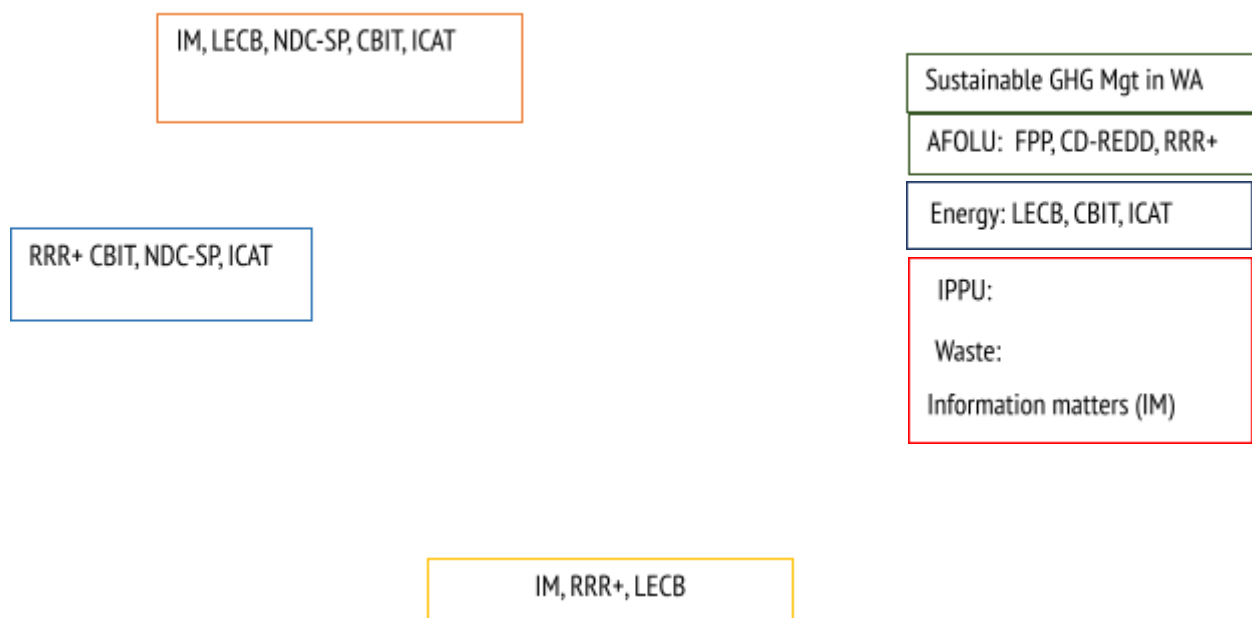 IM, LECB, NDC-SP, CBIT, ICAT
Sustainable GHG Mgt in WA
AFOLU: FPP, CD-REDD, RRR+
Energy: LECB, CBIT, ICAT
RRR+ CBIT, NDC-SP, ICAT
IPPU:
Waste:
Information matters (IM)
IM, RRR+, LECB